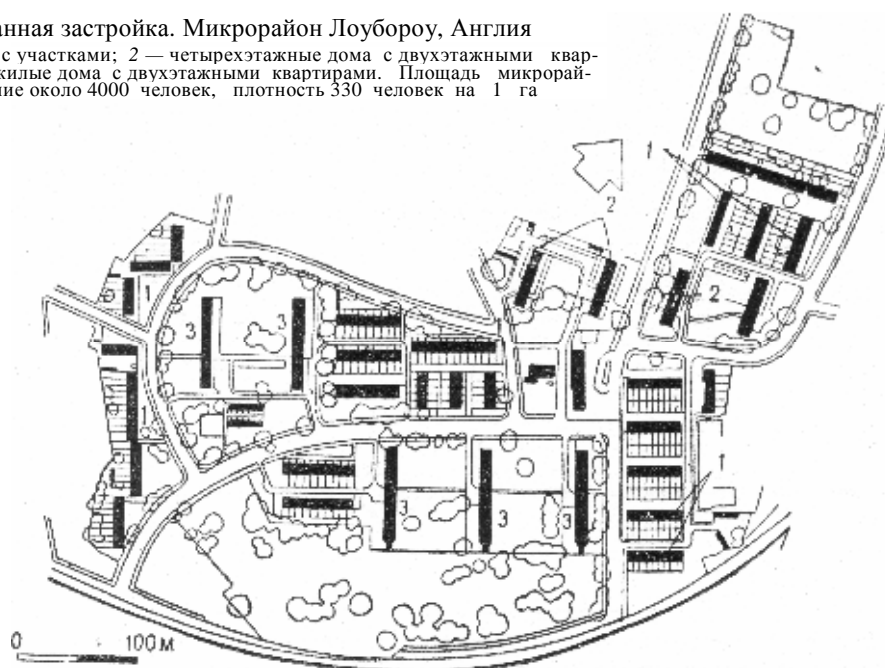 анная застройка. Микрорайон Лоубороу, Англия
с участками; 2 — четырехэтажные дома с двухэтажными квар-
жилые дома с двухэтажными квартирами. Площадь микрорай-
ние около 4000 человек, плотность 330 человек на 1 га
1
2
1
3
3
2
1
1
3
3
3
1
0 100 м